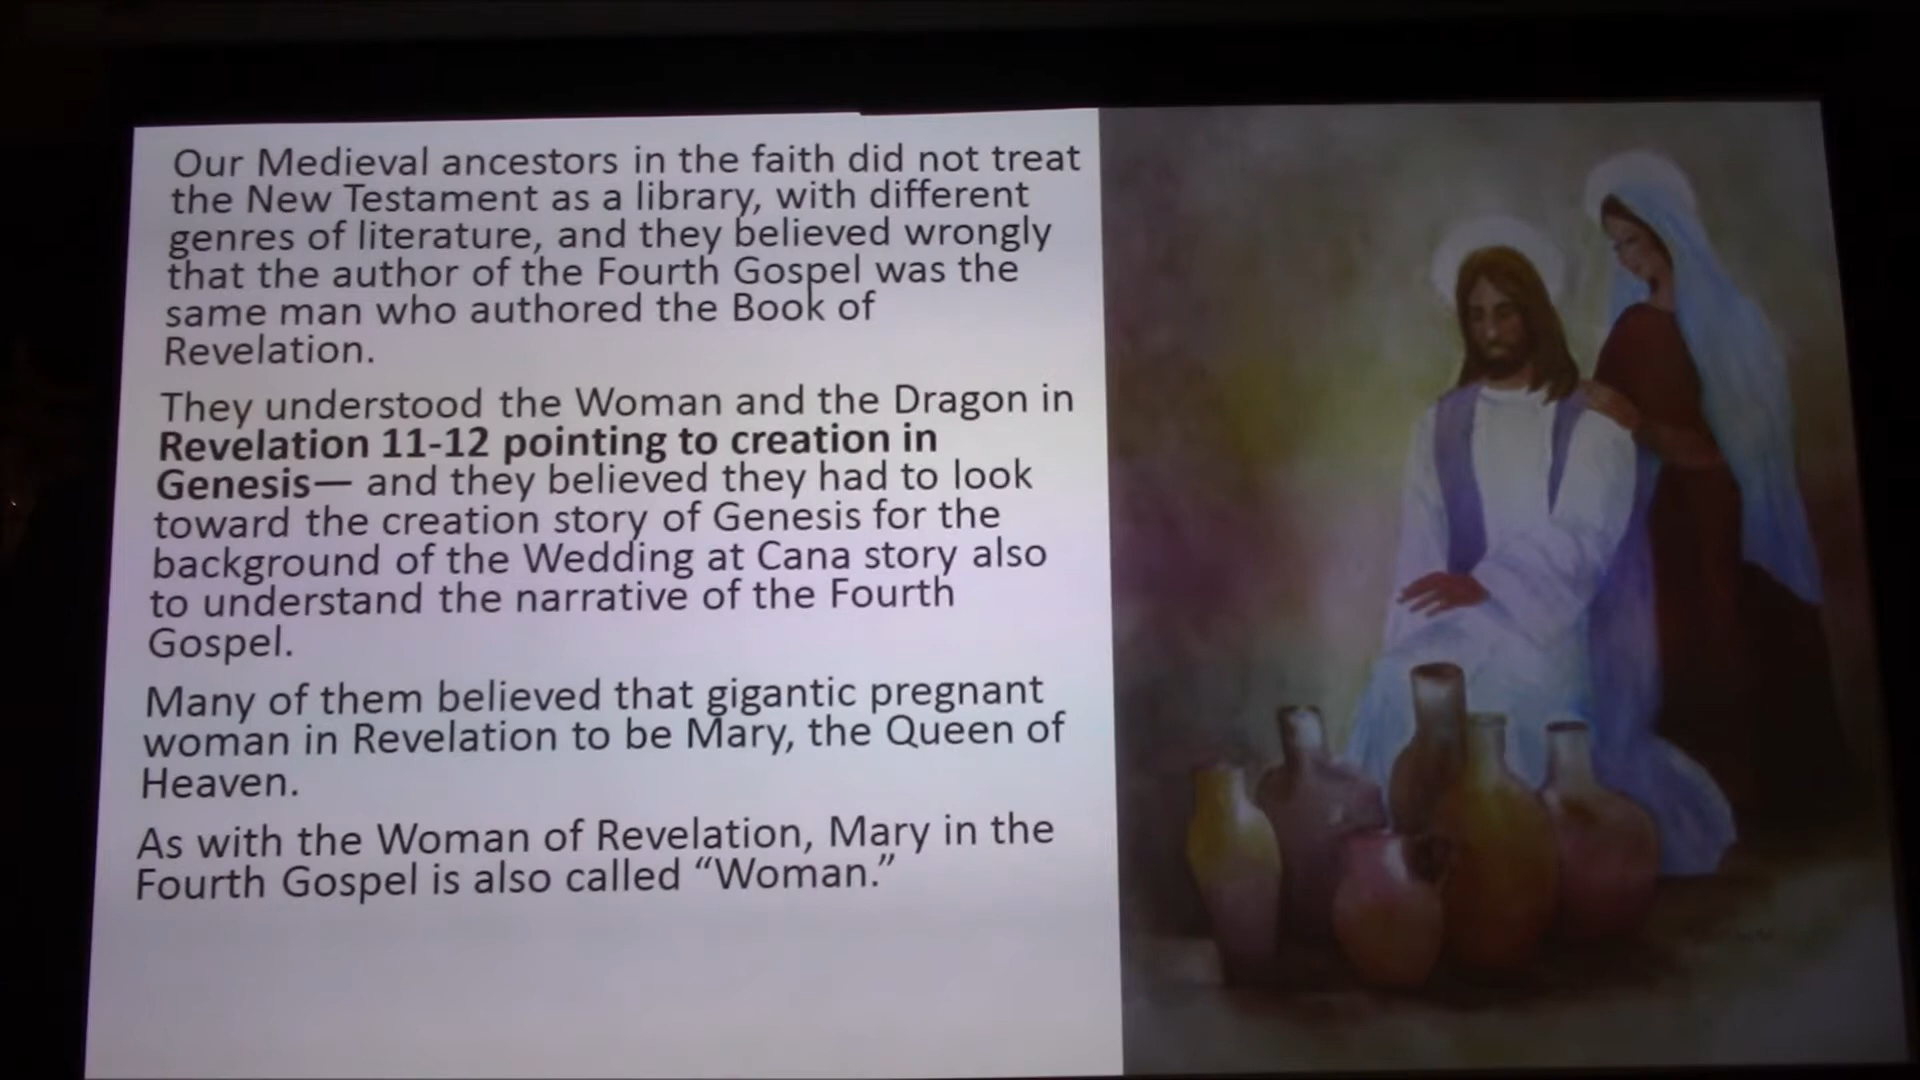 Our Medieval ancestors in the faith did not treat
the New Testament as a library, with different
genres of literature, and they believed wrongly
that the author of the Fourth Gospel was the
same man who authored the Book of
Revelation.
They understood the Woman and the Dragon in
Revelation 11-12 pointing to creation in
Genesis— and they believed they had to look
toward the creation story of Genesis for the
background of the Wedding at Cana story also
to understand the narrative of the Fourth
Gospel.
Many of them believed that gigantic pregnant
woman in Revelation to be Mary, the Queen of
Heaven.
As with the Woman of Revelation, Mary in the
Fourth Gospel is also called “Woman.”